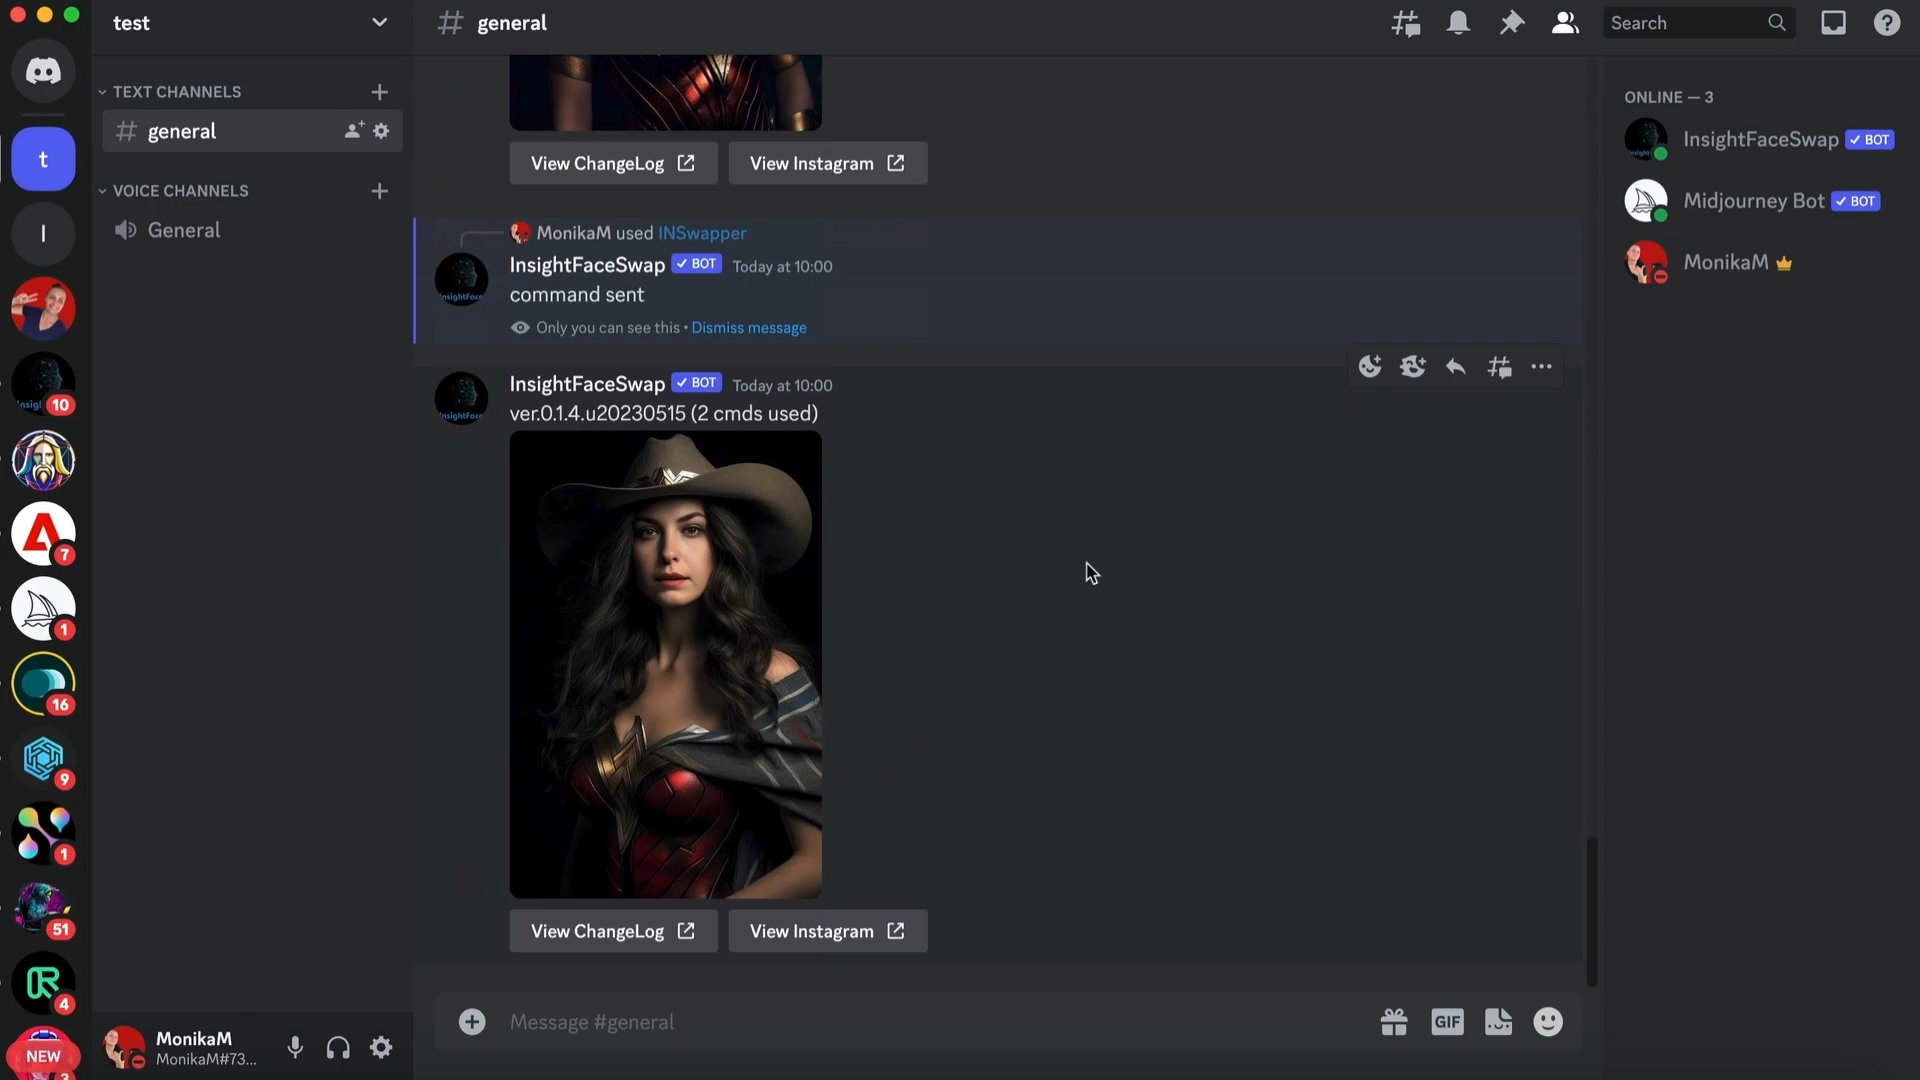 test
general
Search
TEXT CHANNELS
general
VOICE CHANNELS
General
t
I
10
7
1
16
9
1
51
4
NEW
MonikaM
MonikaM#73...
View ChangeLog
View Instagram
MonikaM used INSwapper
InsightFaceSwap BOT Today at 10:00
command sent
Only you can see this • Dismiss message
InsightFaceSwap BOT Today at 10:00
ver.0.1.4.u20230515 (2 cmds used)
View ChangeLog
View Instagram
Message #general
GIF
ONLINE — 3
InsightFaceSwap BOT
Midjourney Bot BOT
MonikaM